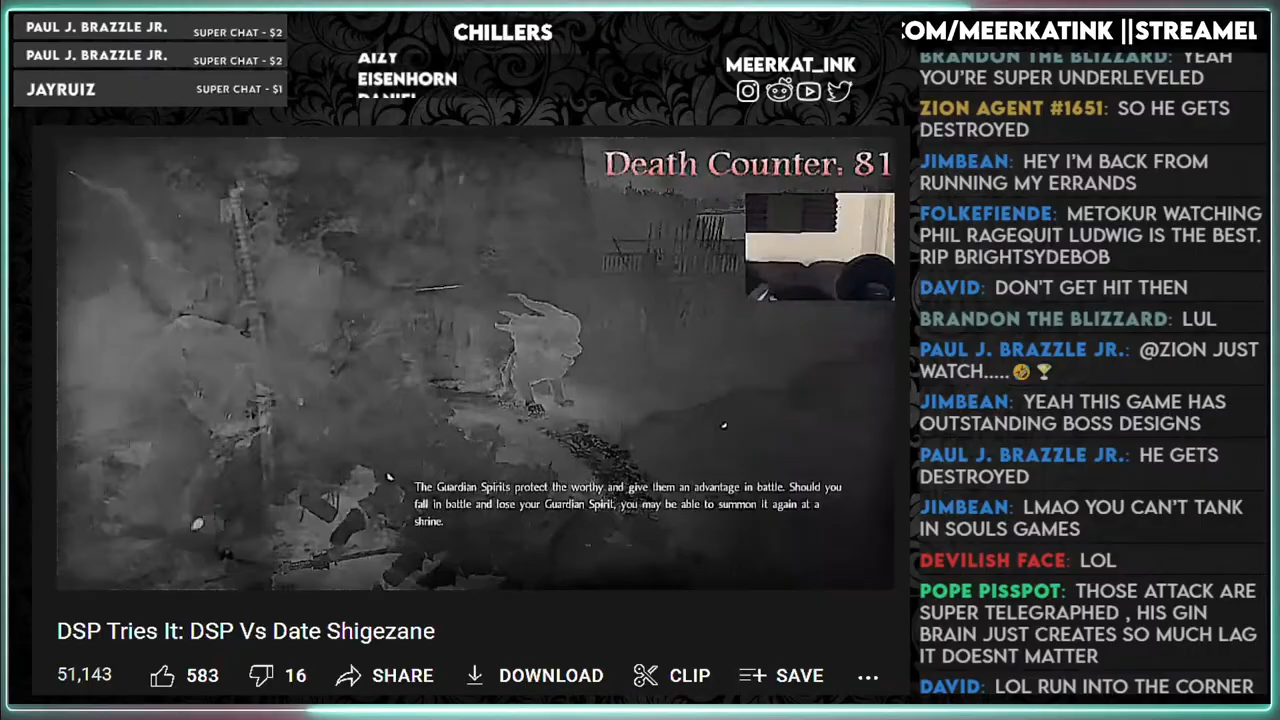 PAUL J. BRAZZLE JR. SUPER CHAT - $2
PAUL J. BRAZZLE JR. SUPER CHAT - $2
JAYRUIZ SUPER CHAT - $1
CHILLERS
AIZY
EISENHORN
DANIEL
MEERKAT_INK
COM/MEERKATINK ||STREAMEL
Death Counter: 81
The Guardian Spirits protect the worthy and give them an advantage in battle. Should you
fall in battle and lose your Guardian Spirit, you may be able to summon it again at a
shrine.
DSP Tries It: DSP Vs Date Shigezane
51,143 583 16 SHARE DOWNLOAD CLIP SAVE ...
BRANDON THE BLIZZARD: YEAH
YOU'RE SUPER UNDERLEVELED
ZION AGENT #1651: SO HE GETS
DESTROYED
JIMBEAN: HEY I'M BACK FROM
RUNNING MY ERRANDS
FOLKEFIENDE: METOKUR WATCHING
PHIL RAGEQUIT LUDWIG IS THE BEST.
RIP BRIGHTSYDEBOB
DAVID: DON'T GET HIT THEN
BRANDON THE BLIZZARD: LUL
PAUL J. BRAZZLE JR.: @ZION JUST
WATCH.....🤣🏆
JIMBEAN: YEAH THIS GAME HAS
OUTSTANDING BOSS DESIGNS
PAUL J. BRAZZLE JR.: HE GETS
DESTROYED
JIMBEAN: LMAO YOU CAN'T TANK
IN SOULS GAMES
DEVILISH FACE: LOL
POPE PISSPOT: THOSE ATTACK ARE
SUPER TELEGRAPHED , HIS GIN
BRAIN JUST CREATES SO MUCH LAG
IT DOESNT MATTER
DAVID: LOL RUN INTO THE CORNER